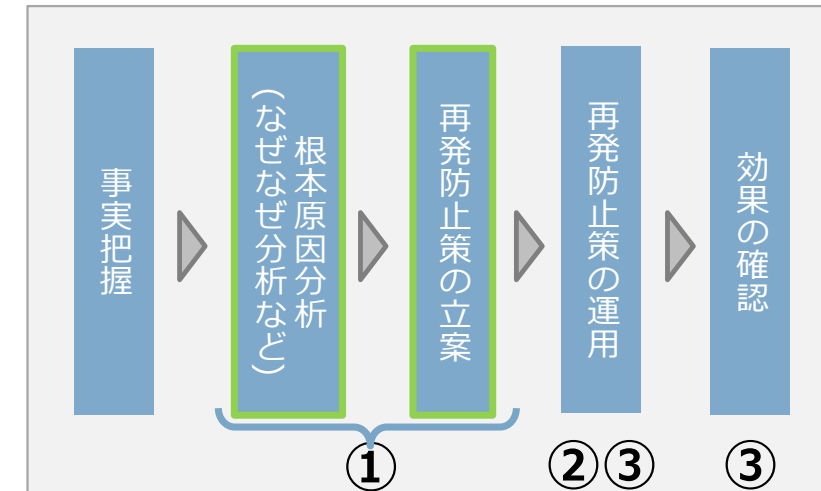 事実把握
根本原因分析
（なぜなぜ分析など）
再発防止策の立案
再発防止策の運用
効果の確認
①
②③
③